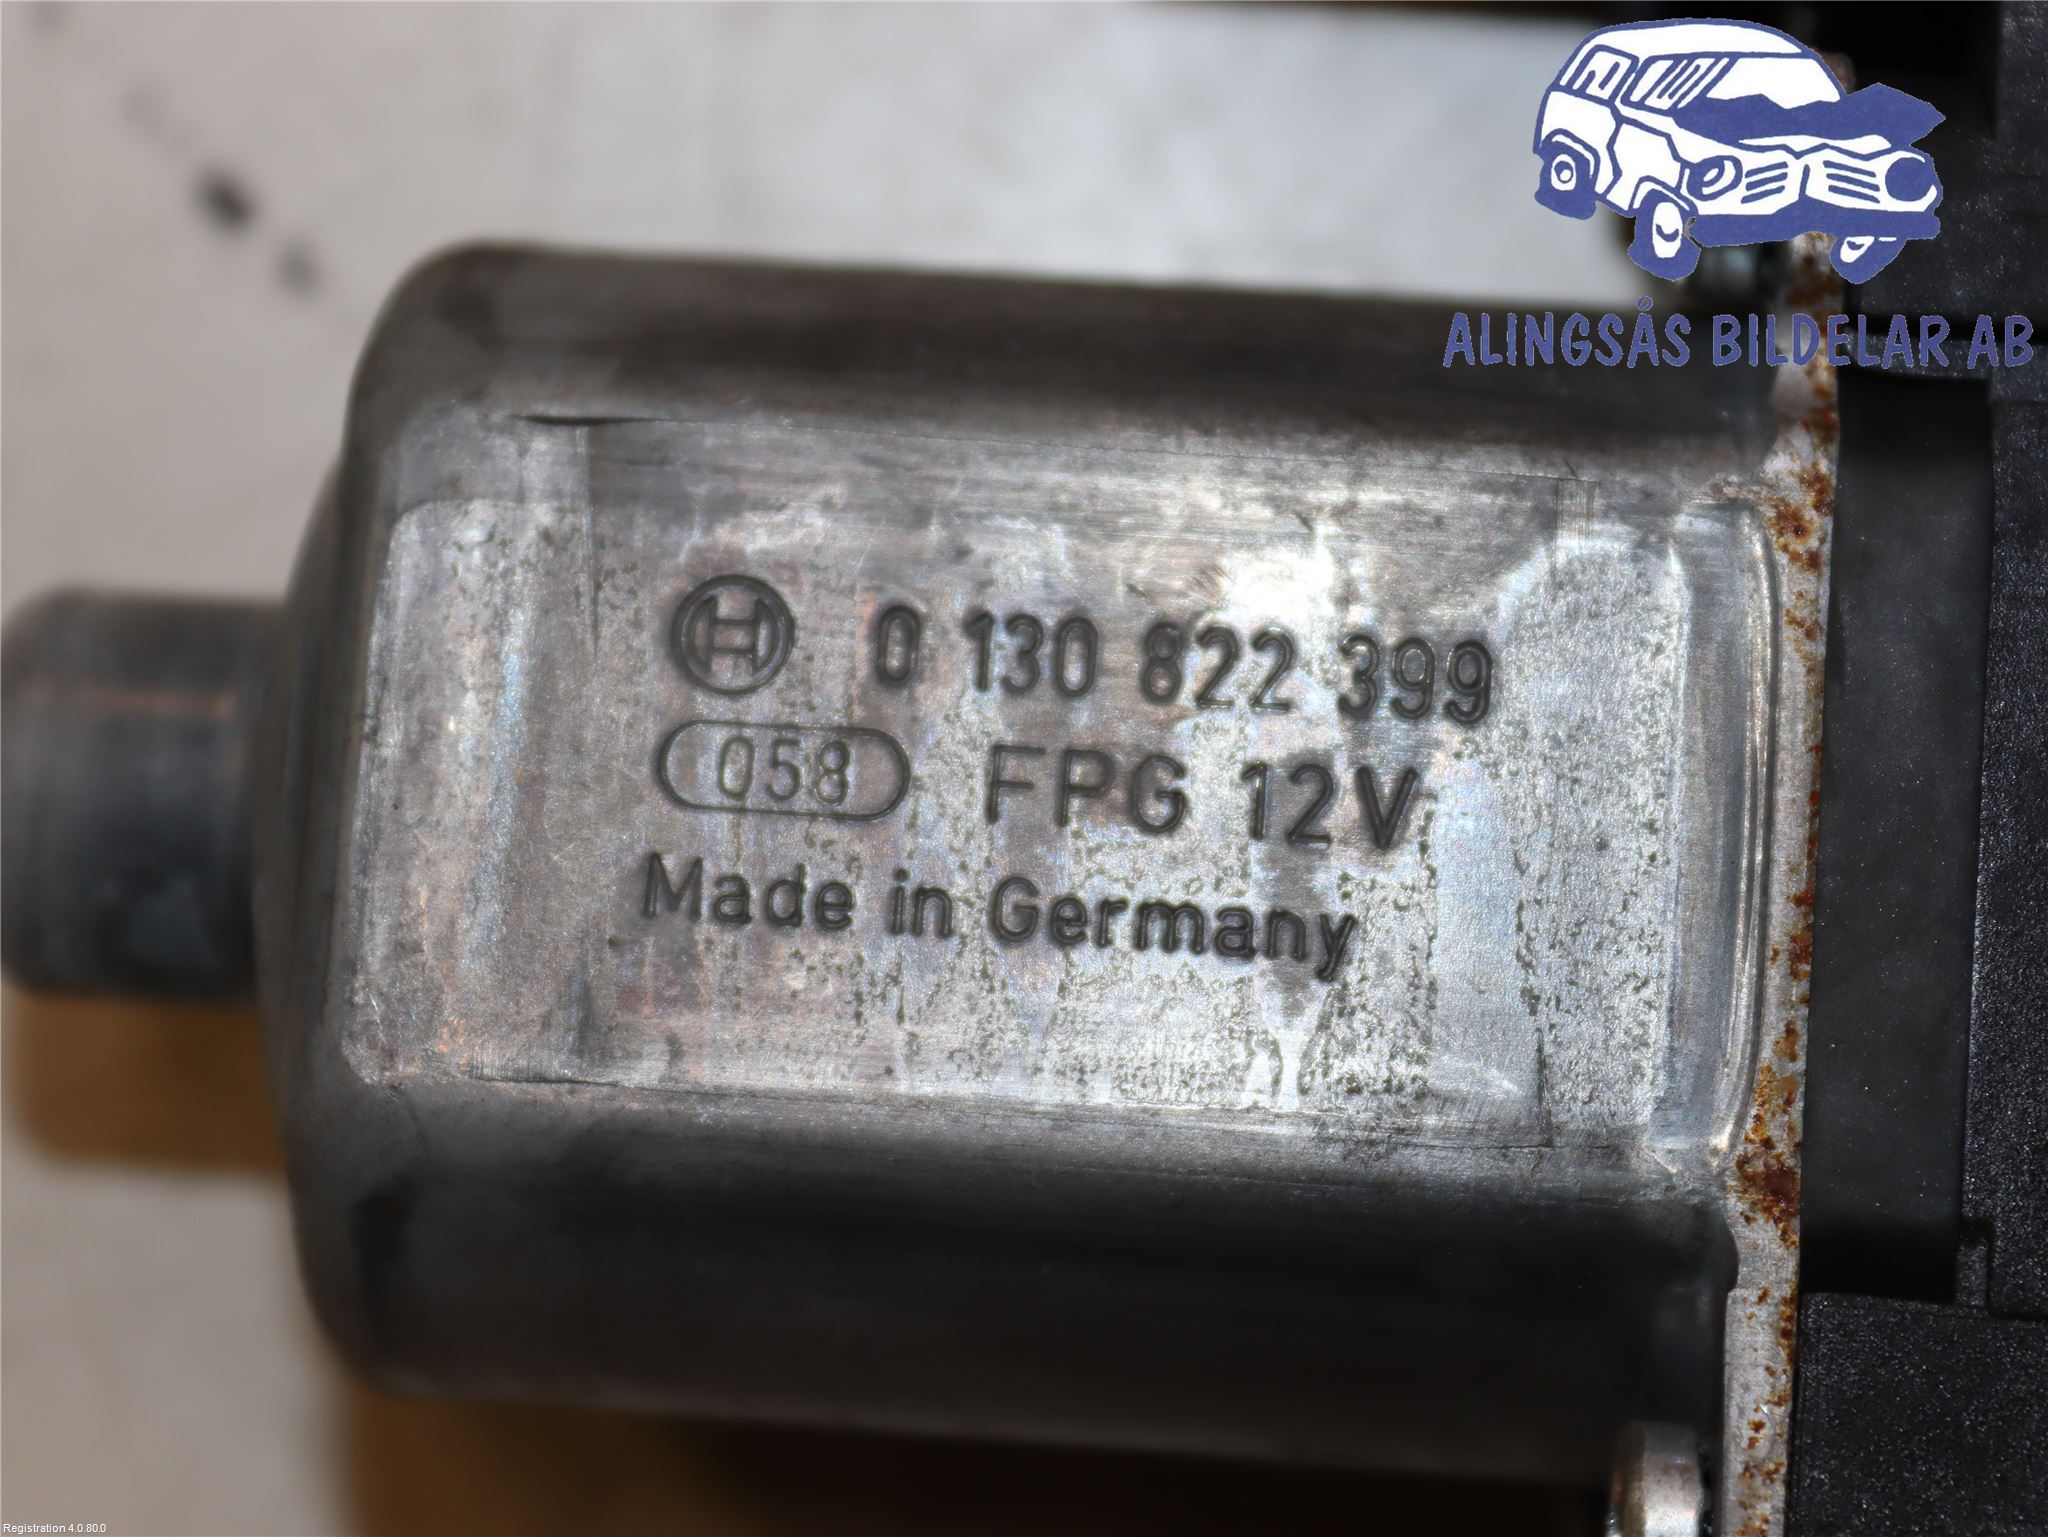 ALINGSÅS BILDELAR AB
0 130 822 399
058 FPG 12V
Made in Germany
Registration 4.0.80.0